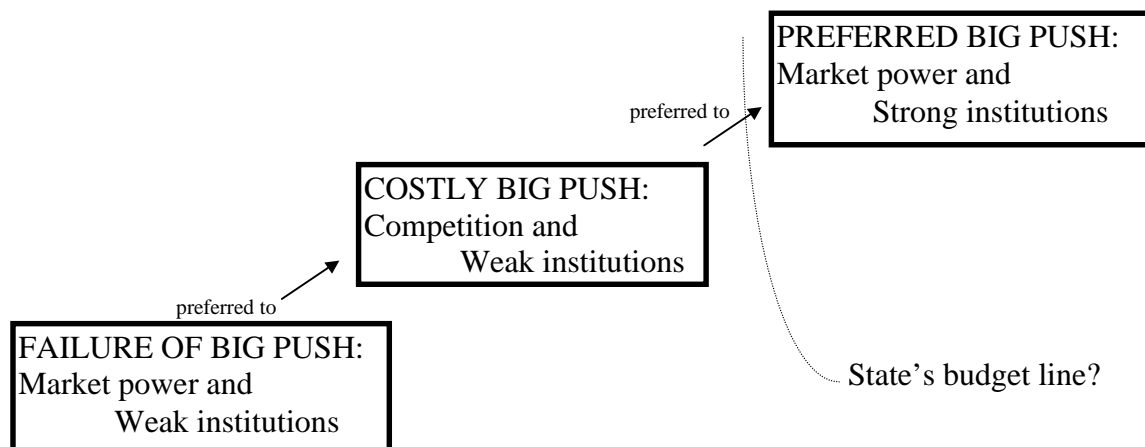 PREFERRED BIG PUSH:
Market power and
Strong institutions
preferred to
COSTLY BIG PUSH:
Competition and
Weak institutions
preferred to
FAILURE OF BIG PUSH:
Market power and
Weak institutions
State’s budget line?